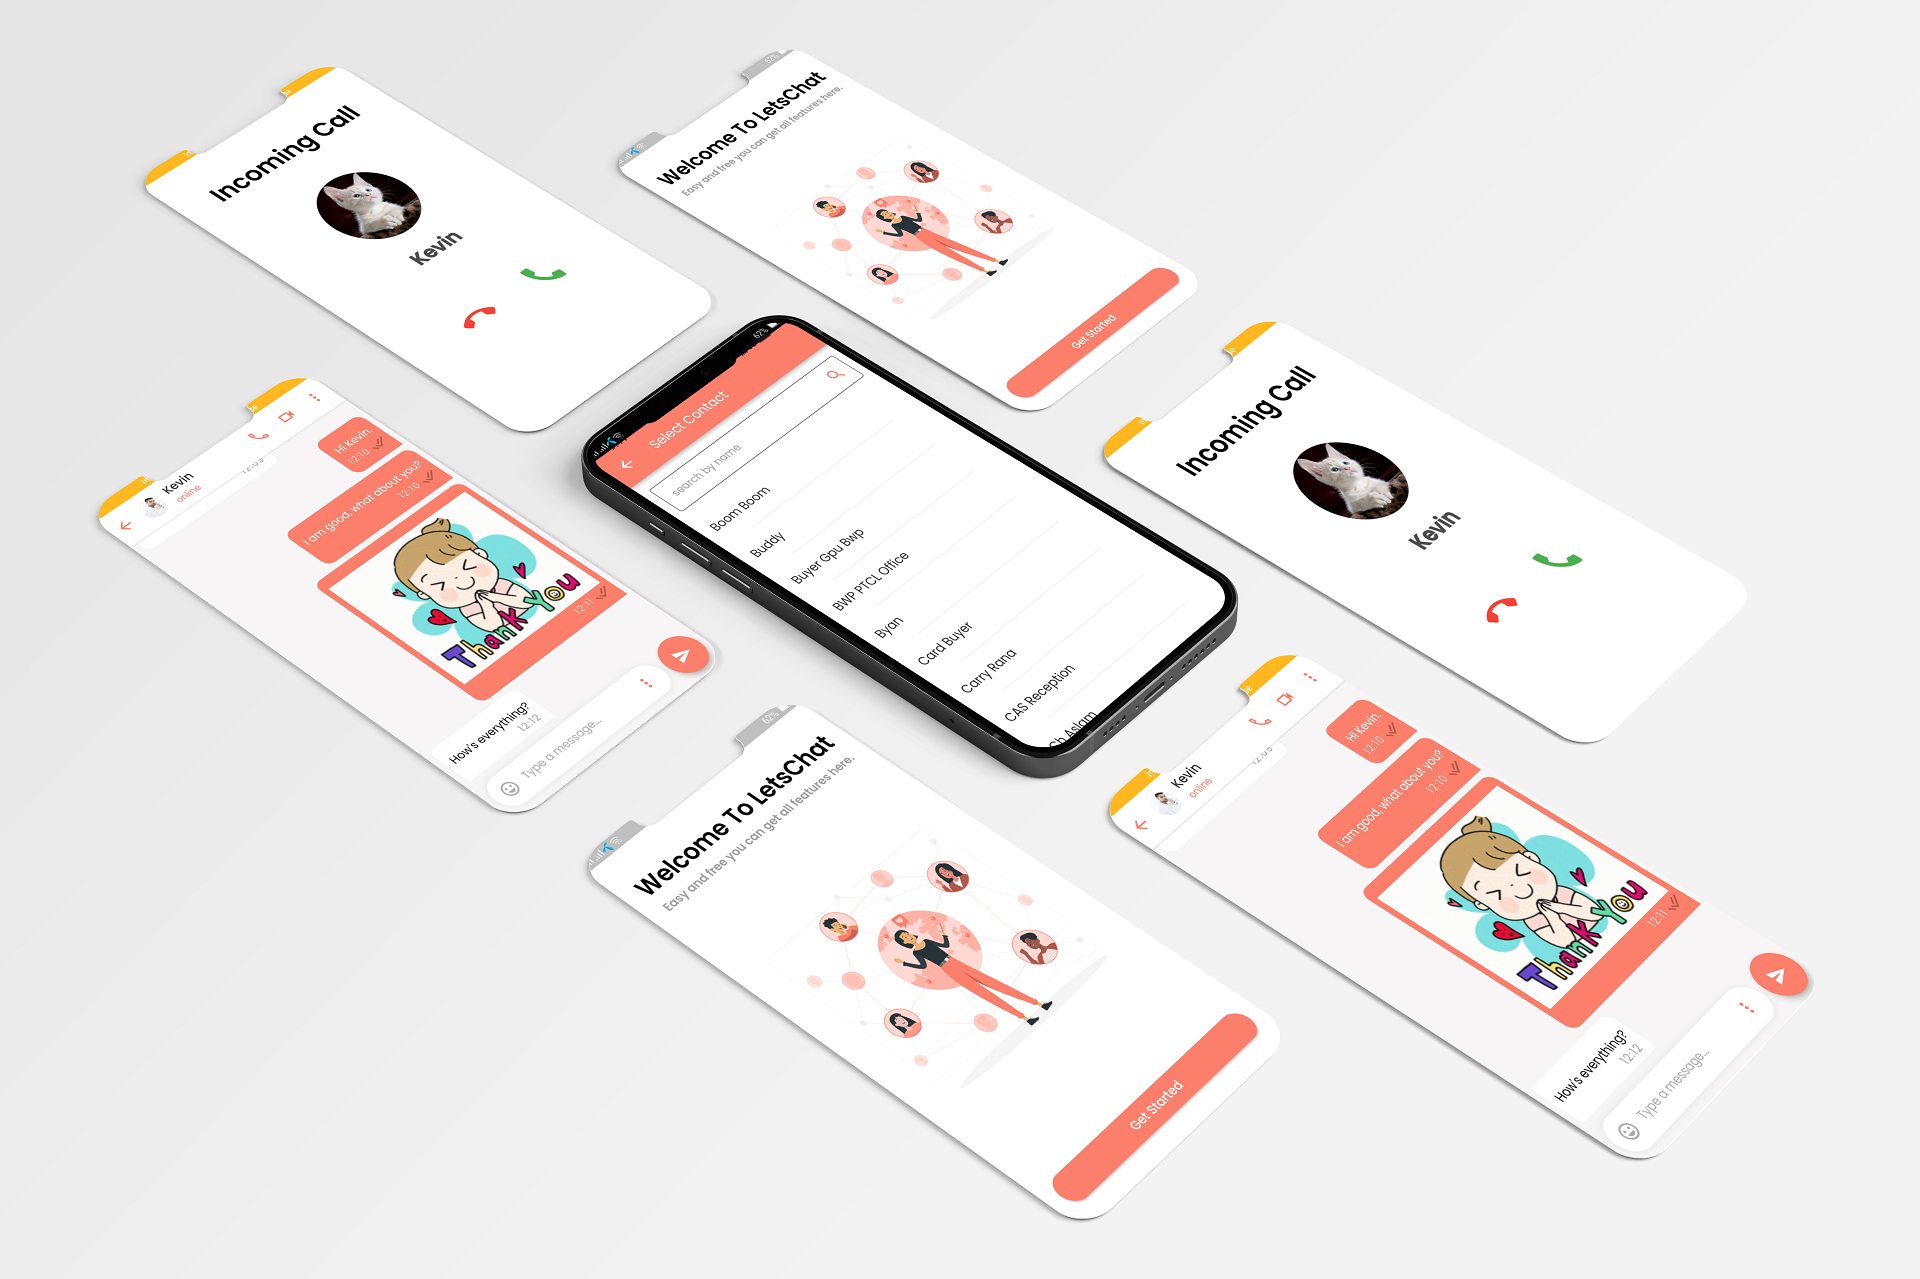 Incoming Call
Kevin
62%
Welcome To LetsChat
Easy and free you can get all features here.
Get Started
62%
Select Contact
search by name
Boom Boom
Buddy
Buyer Gpu Bwp
BWP PTCL Office
Byan
Card Buyer
Carry Rana
CAS Reception
Ch Aslam
Kevin
online
Hi Kevin.
12:10
I am good, what about you?
12:10
Thank You
12:11
How's everything?
12:12
Type a message...
Incoming Call
Kevin
62%
Welcome To LetsChat
Easy and free you can get all features here.
Get Started
Kevin
online
Hi Kevin.
12:10
I am good, what about you?
12:10
Thank You
12:11
How's everything?
12:12
Type a message...